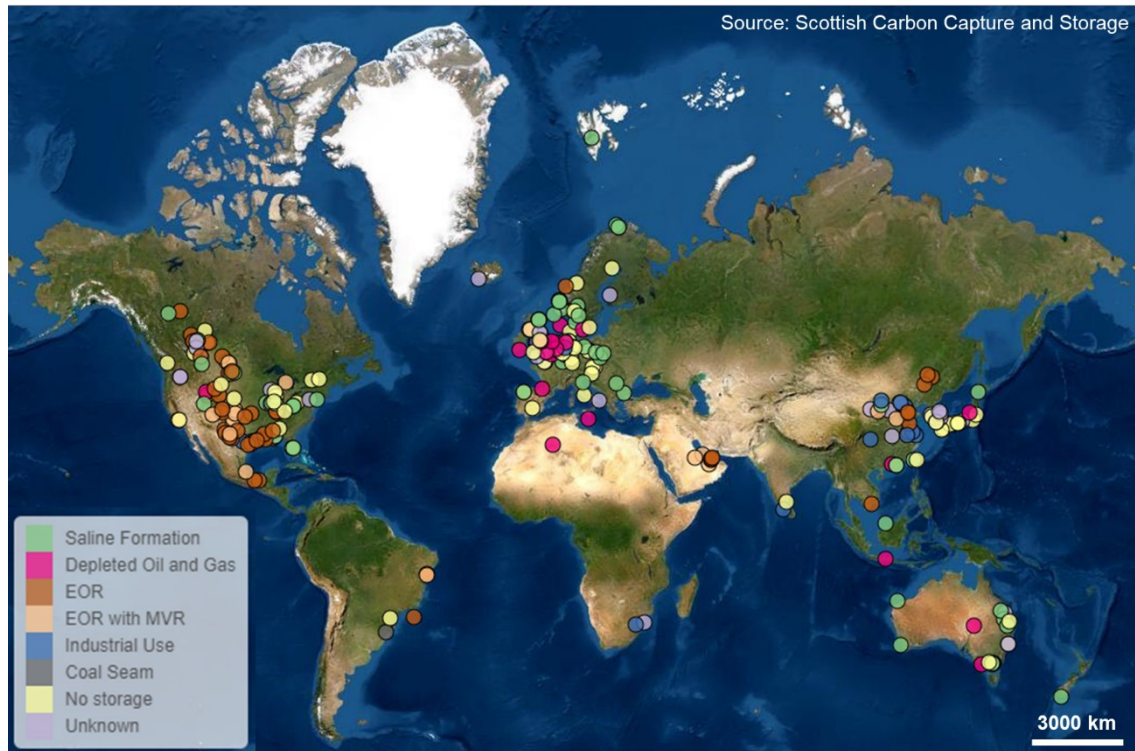 Source: Scottish Carbon Capture and Storage
Saline Formation
Depleted Oil and Gas
EOR
EOR with MVR
Industrial Use
Coal Seam
No storage
Unknown
3000 km